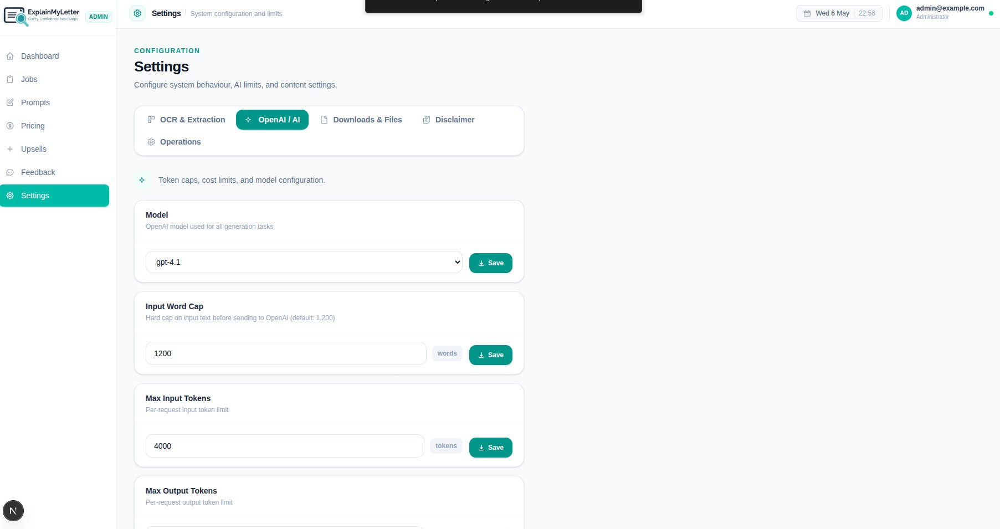 ExplainMyLetter
Clarity. Confidence. Next Steps
ADMIN
Settings
System configuration and limits
Wed 6 May
22:56
AD
admin@example.com
Administrator
Dashboard
Jobs
Prompts
Pricing
Upsells
Feedback
Settings
CONFIGURATION
Settings
Configure system behaviour, AI limits, and content settings.
OCR & Extraction
OpenAI / AI
Downloads & Files
Disclaimer
Operations
Token caps, cost limits, and model configuration.
Model
OpenAI model used for all generation tasks
gpt-4.1
Save
Input Word Cap
Hard cap on input text before sending to OpenAI (default: 1,200)
1200
words
Save
Max Input Tokens
Per-request input token limit
4000
tokens
Save
Max Output Tokens
Per-request output token limit
N